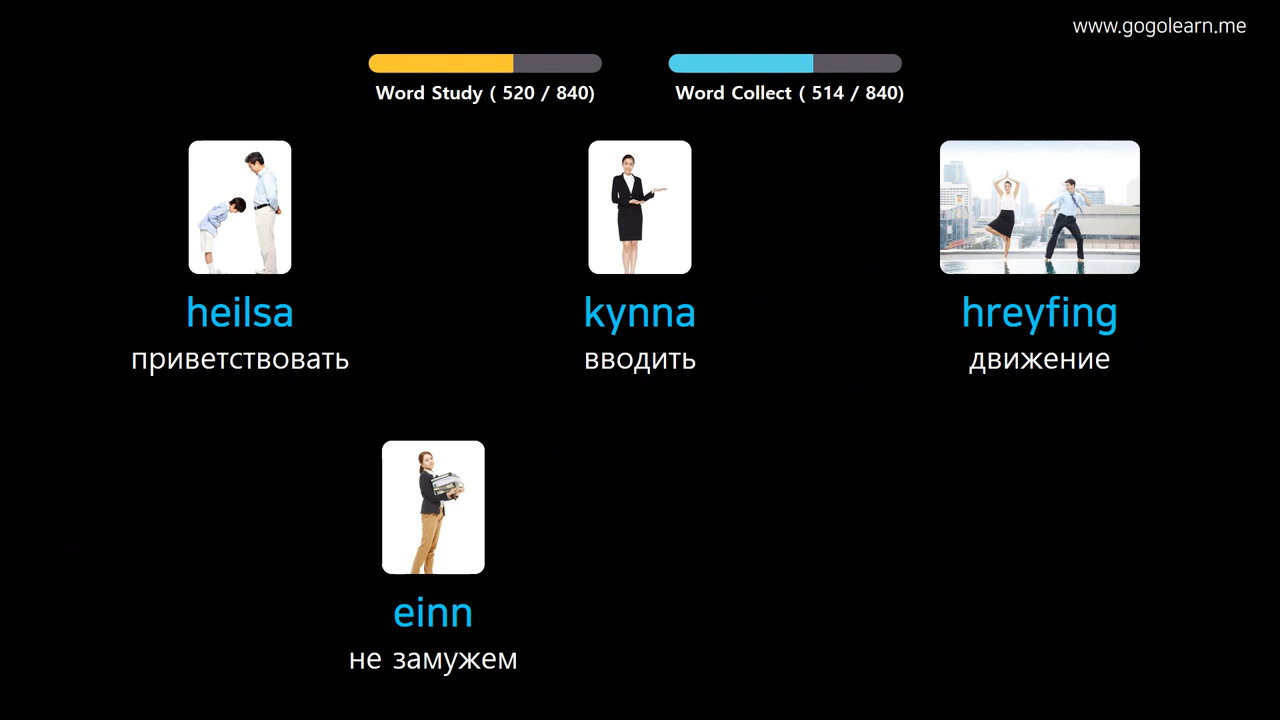 www.gogolearn.me
Word Study ( 520 / 840)
Word Collect ( 514 / 840)
heilsa
приветствовать
kynna
вводить
hreyfing
движение
einn
не замужем